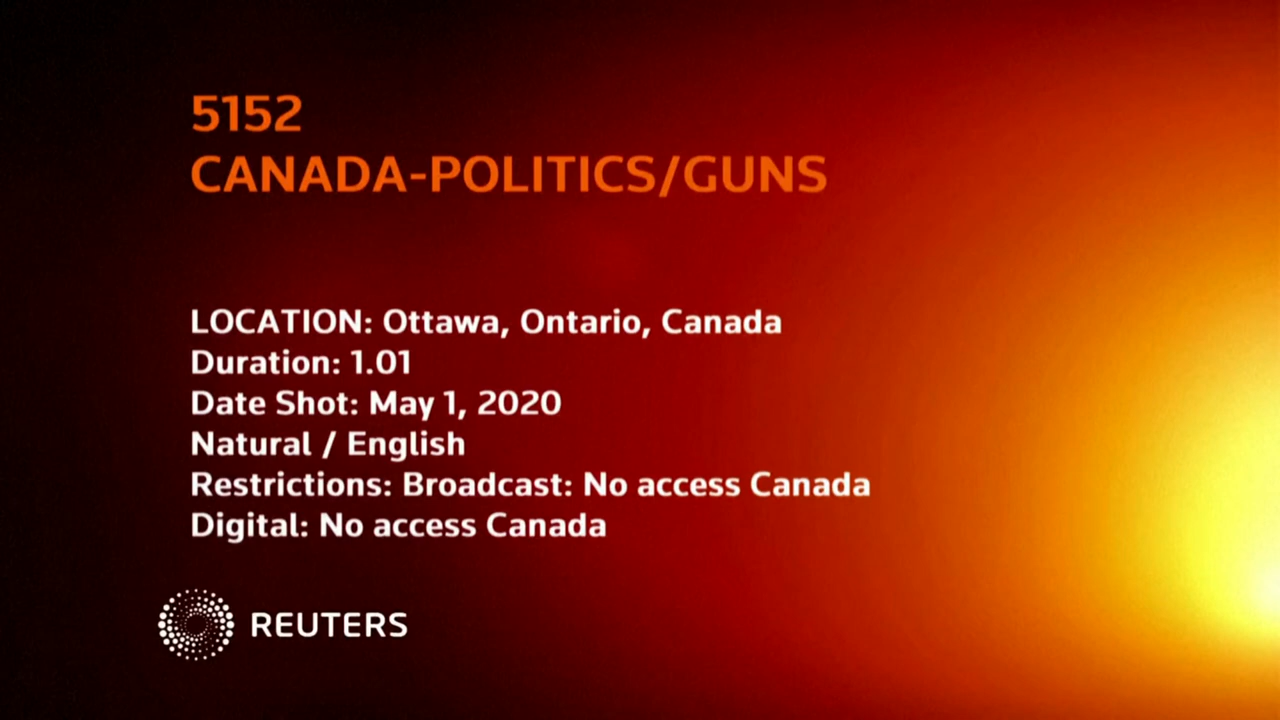 5152
CANADA-POLITICS/GUNS
LOCATION: Ottawa, Ontario, Canada
Duration: 1.01
Date Shot: May 1, 2020
Natural / English
Restrictions: Broadcast: No access Canada
Digital: No access Canada
REUTERS